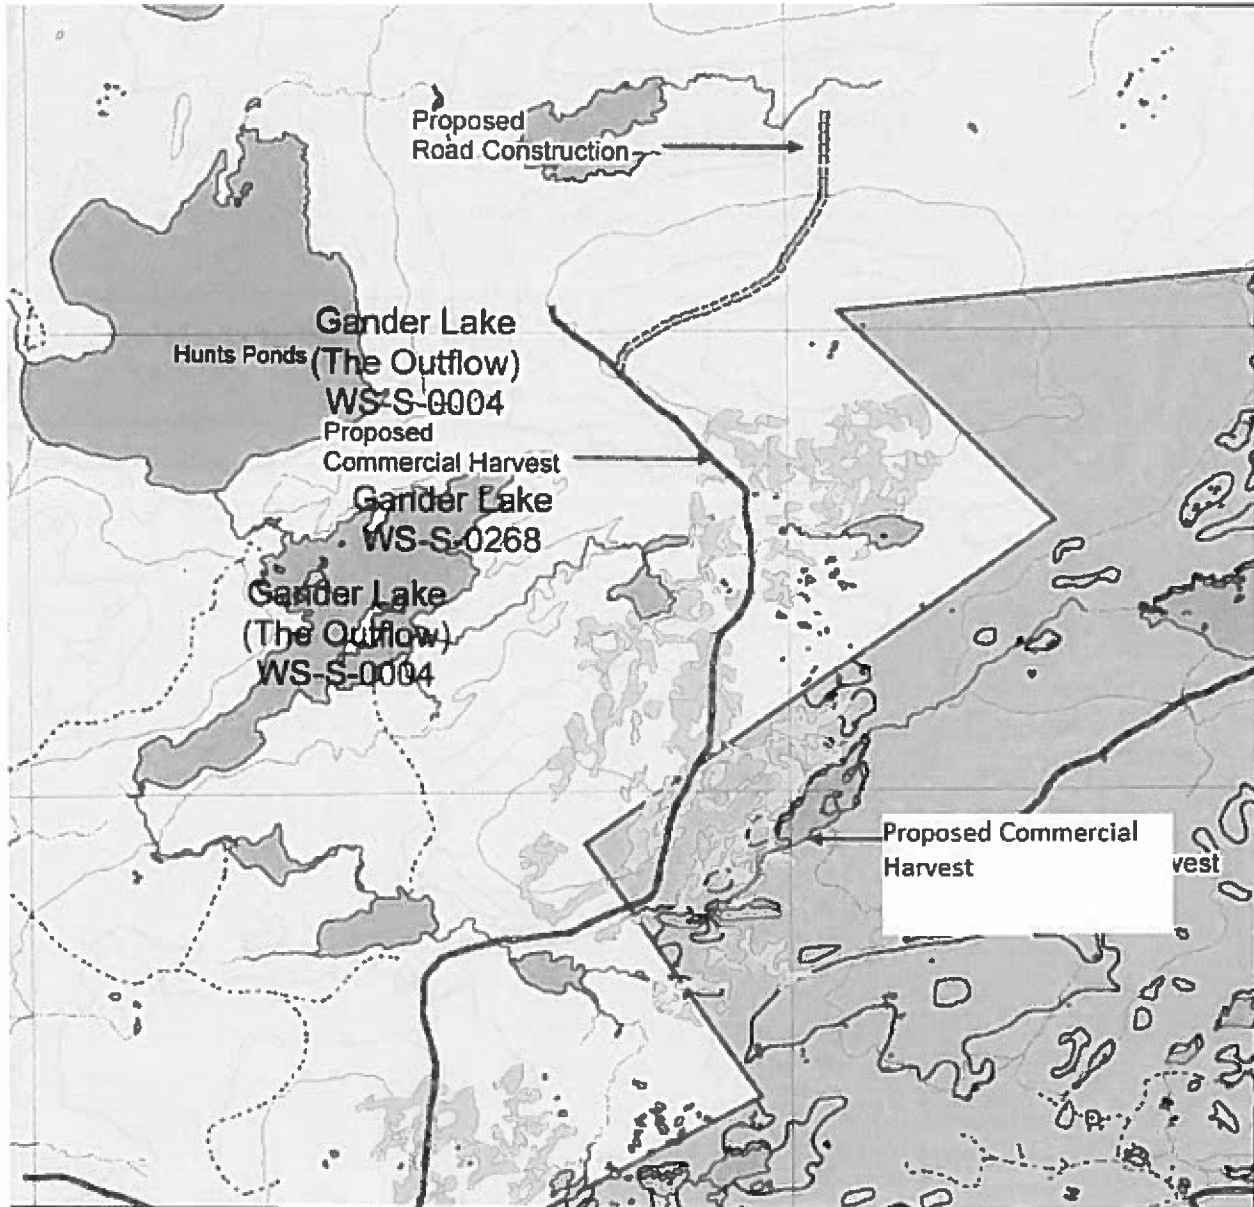 Proposed
Road Construction
Gander Lake
Hunts Ponds (The Outflow)
WS-S-0004
Proposed
Commercial Harvest
Gander Lake
WS-S-0268
Gander Lake
(The Outflow)
WS-S-0004
Proposed Commercial
Harvest vest